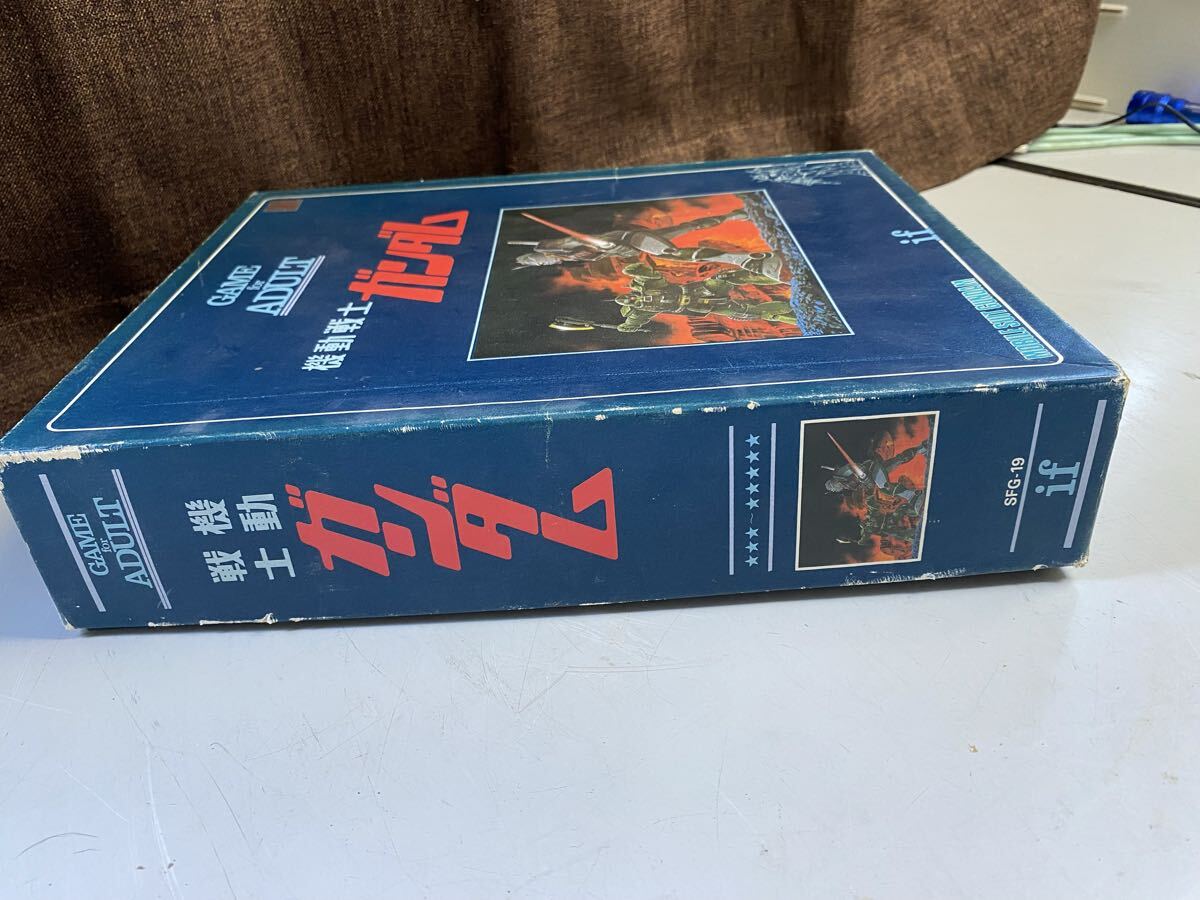 GAME
for
ADULT
機動戦士
ガンダム
if
MOBILE SUIT GUNDAM
GAME
for
ADULT
機動
戦士
ガンダム
★★★～★★★★★
SFG-19
if